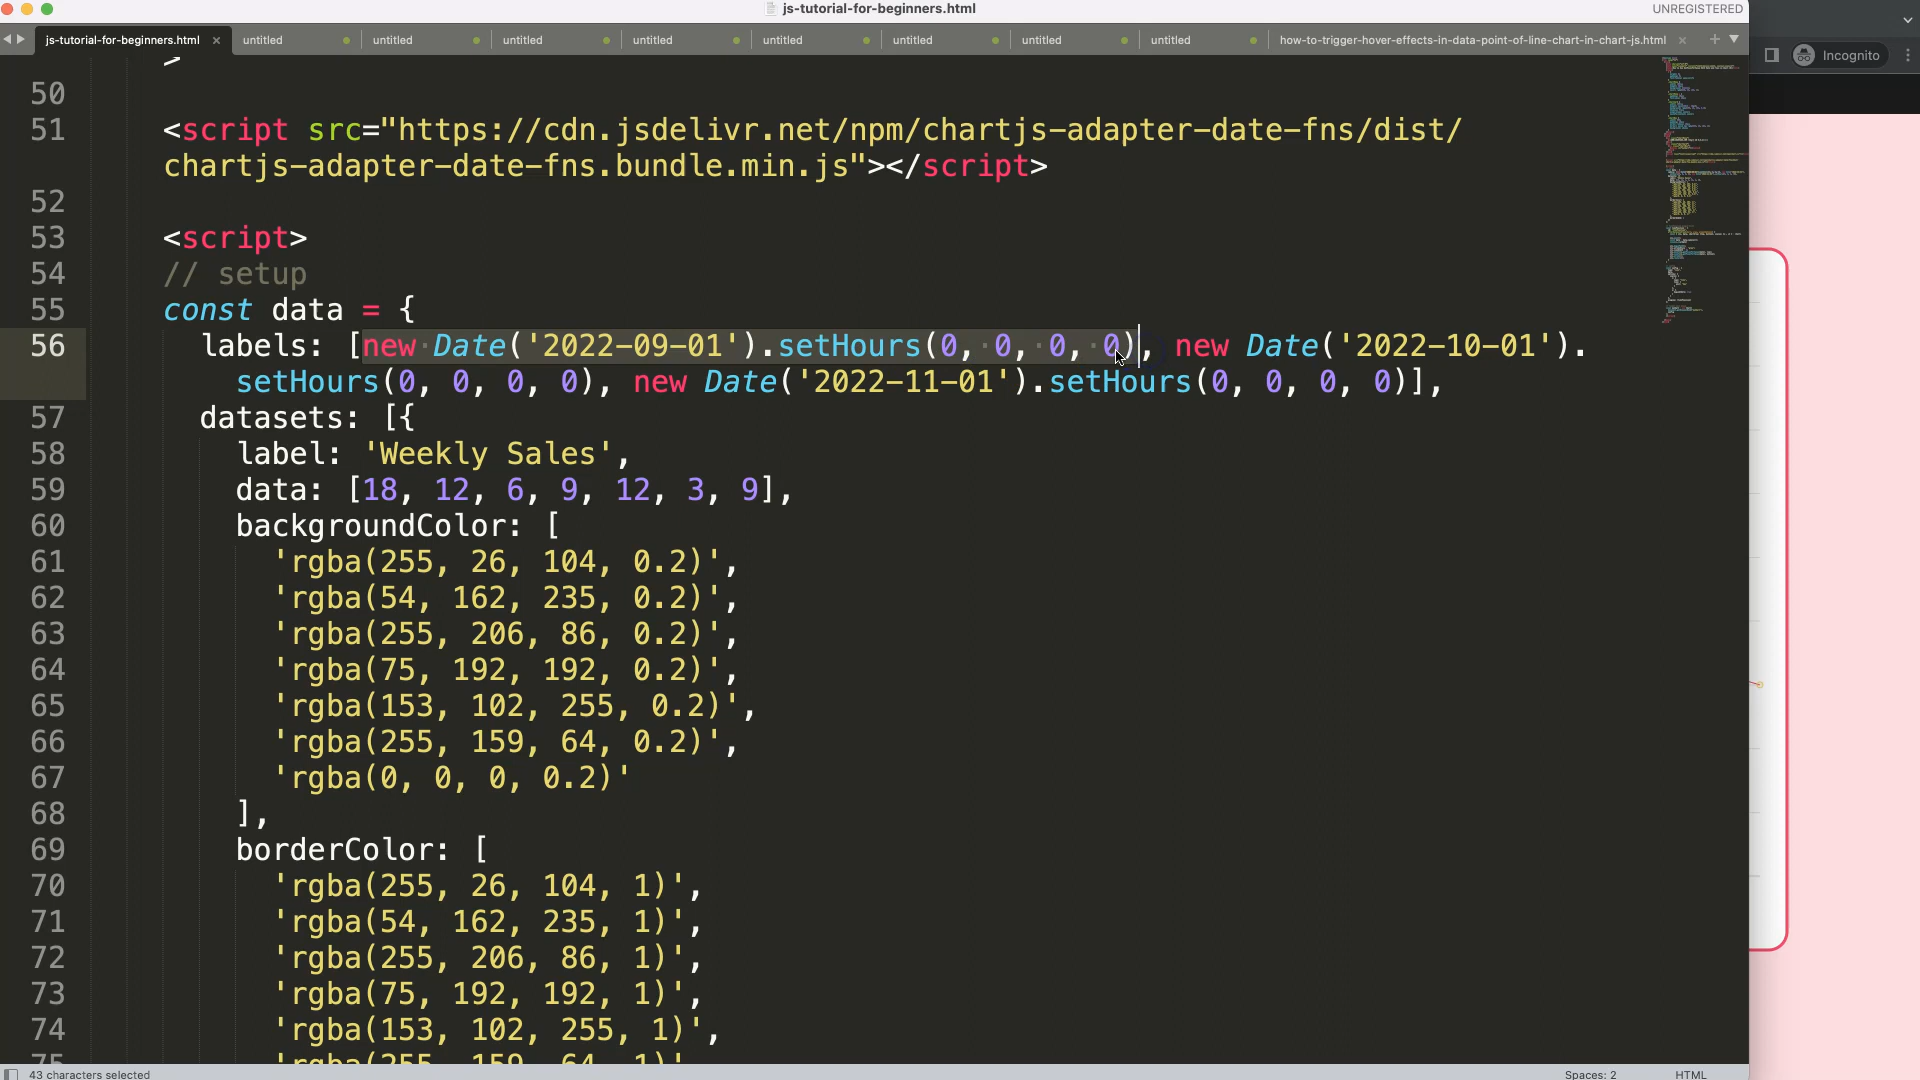 js-tutorial-for-beginners.html
UNREGISTERED
js-tutorial-for-beginners.html × untitled untitled untitled untitled untitled untitled untitled untitled how-to-trigger-hover-effects-in-data-point-of-line-chart-in-chart-js.html ×
Incognito
>
50
51 <script src="https://cdn.jsdelivr.net/npm/chartjs-adapter-date-fns/dist/
chartjs-adapter-date-fns.bundle.min.js"></script>
52
53 <script>
54 // setup
55 const data = {
56 labels: [new Date('2022-09-01').setHours(0, 0, 0, 0), new Date('2022-10-01').
setHours(0, 0, 0, 0), new Date('2022-11-01').setHours(0, 0, 0, 0)],
57 datasets: [{
58 label: 'Weekly Sales',
59 data: [18, 12, 6, 9, 12, 3, 9],
60 backgroundColor: [
61 'rgba(255, 26, 104, 0.2)',
62 'rgba(54, 162, 235, 0.2)',
63 'rgba(255, 206, 86, 0.2)',
64 'rgba(75, 192, 192, 0.2)',
65 'rgba(153, 102, 255, 0.2)',
66 'rgba(255, 159, 64, 0.2)',
67 'rgba(0, 0, 0, 0.2)'
68 ],
69 borderColor: [
70 'rgba(255, 26, 104, 1)',
71 'rgba(54, 162, 235, 1)',
72 'rgba(255, 206, 86, 1)',
73 'rgba(75, 192, 192, 1)',
74 'rgba(153, 102, 255, 1)',
75 'rgba(255, 159, 64, 1)'
43 characters selected
Spaces: 2
HTML